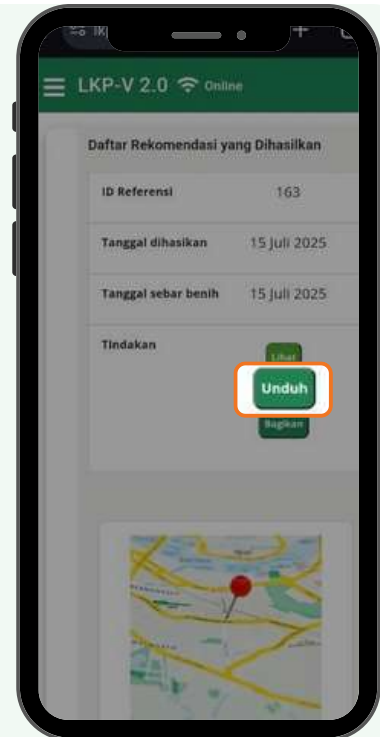 LKP-V 2.0 Online
Daftar Rekomendasi yang Dihasilkan
ID Referensi 163
Tanggal dihasikan 15 Juli 2025
Tanggal sebar benih 15 Juli 2025
Tindakan
Lihat
Unduh
Bagikan